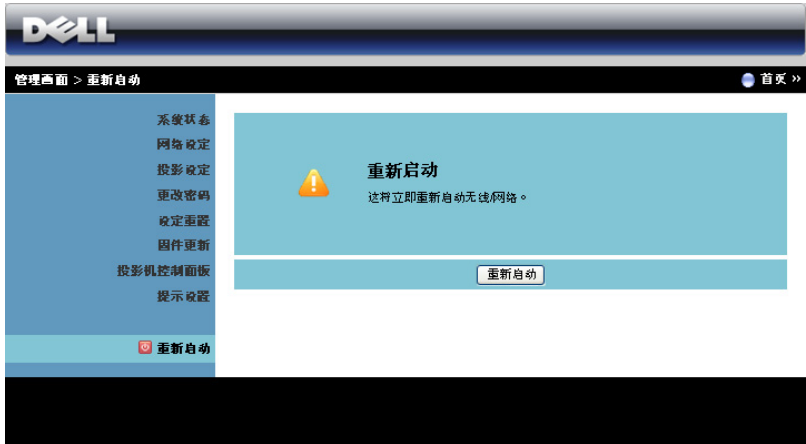 DELL
管理画面 > 重新启动
首页 »
系统状态
网络设定
投影设定
更改密码
设定重置
固件更新
投影机控制面板
提示设置
重新启动
重新启动
这将立即重新启动无线/网络。
重新启动